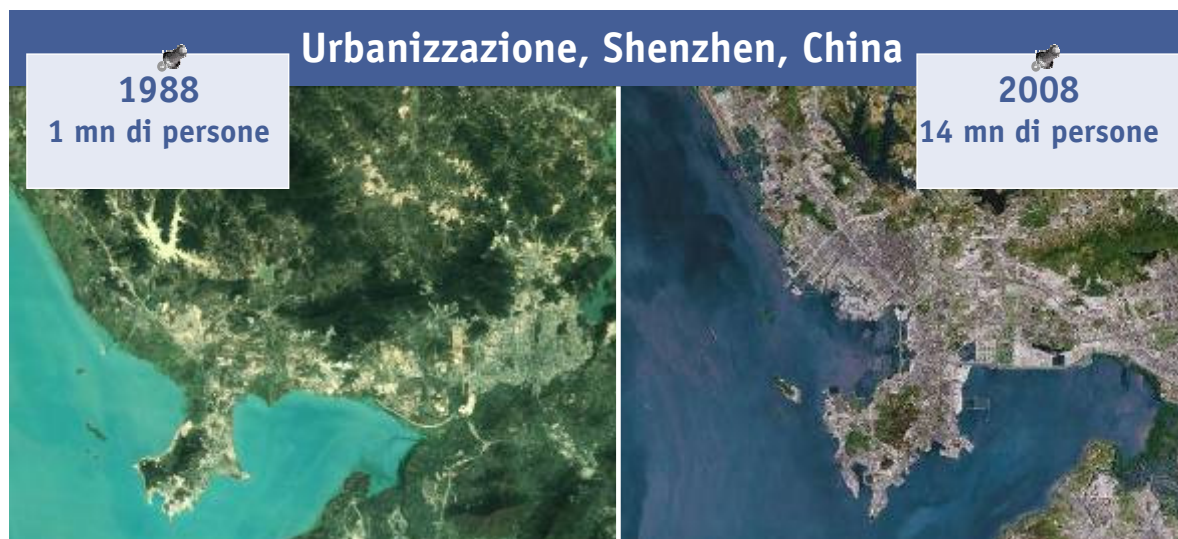 Urbanizzazione, Shenzhen, China
1988
1 mn di persone
2008
14 mn di persone